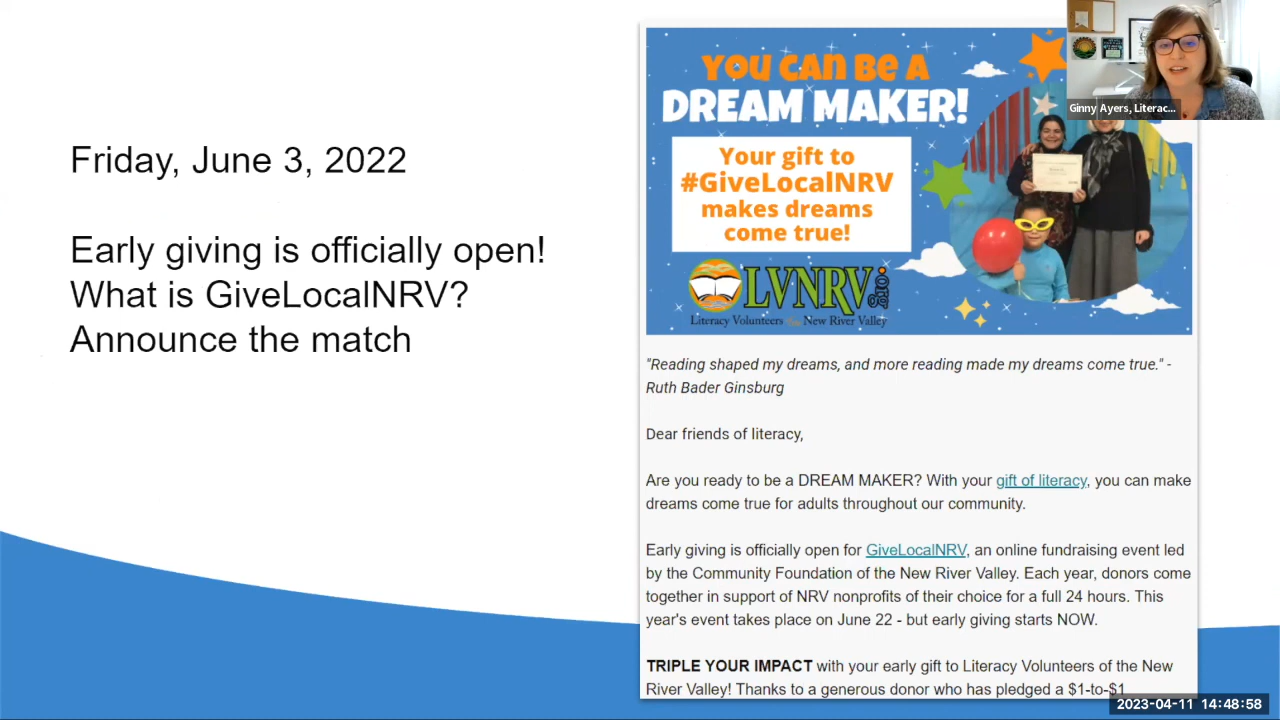 Friday, June 3, 2022
Early giving is officially open!
What is GiveLocalNRV?
Announce the match
YOU CAN BE A
DREAM MAKER!
Your gift to
#GiveLocalNRV
makes dreams
come true!
LVNRV.org
Literacy Volunteers of the New River Valley
Ginny Ayers, Literac...
"Reading shaped my dreams, and more reading made my dreams come true." -
Ruth Bader Ginsburg
Dear friends of literacy,
Are you ready to be a DREAM MAKER? With your gift of literacy, you can make
dreams come true for adults throughout our community.
Early giving is officially open for GiveLocalNRV, an online fundraising event led
by the Community Foundation of the New River Valley. Each year, donors come
together in support of NRV nonprofits of their choice for a full 24 hours. This
year's event takes place on June 22 - but early giving starts NOW.
TRIPLE YOUR IMPACT with your early gift to Literacy Volunteers of the New
River Valley! Thanks to a generous donor who has pledged a $1-to-$1
2023-04-11 14:48:58